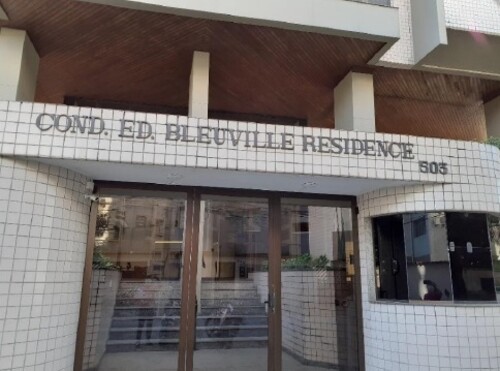 COND. ED. BLEUVILLE RESIDENCE
505